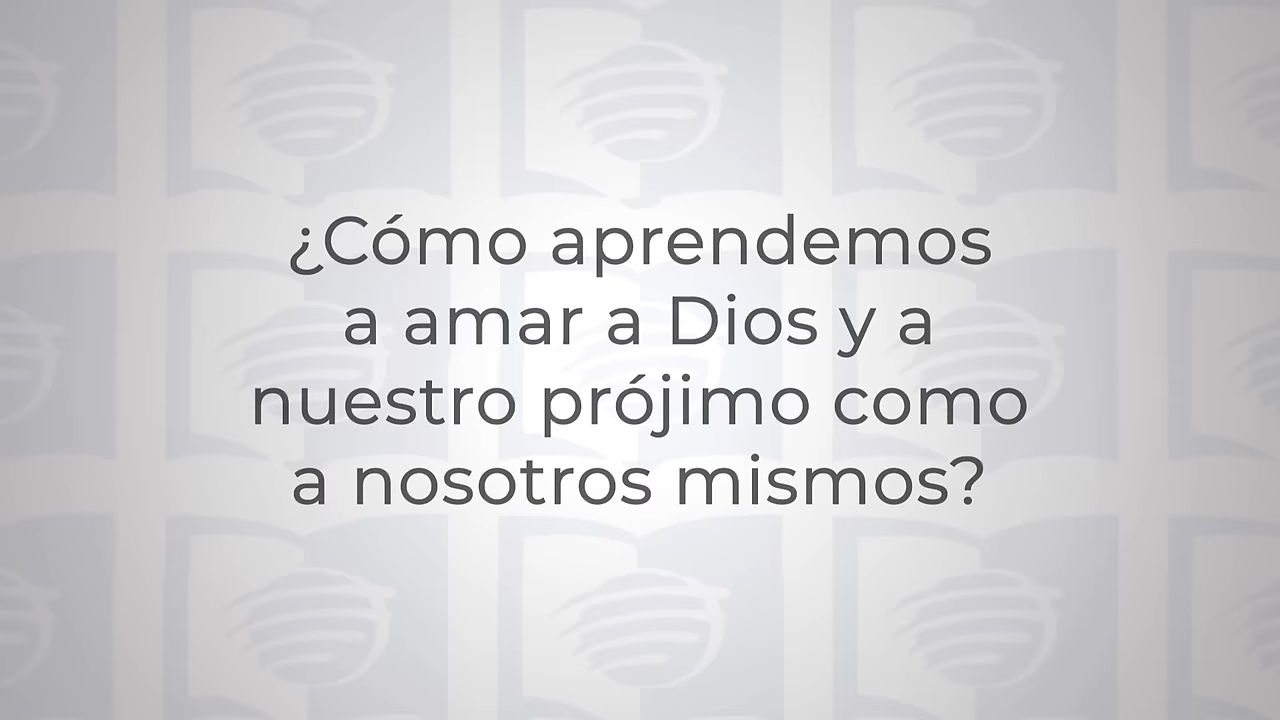 ¿Cómo aprendemos
a amar a Dios y a
nuestro prójimo como
a nosotros mismos?